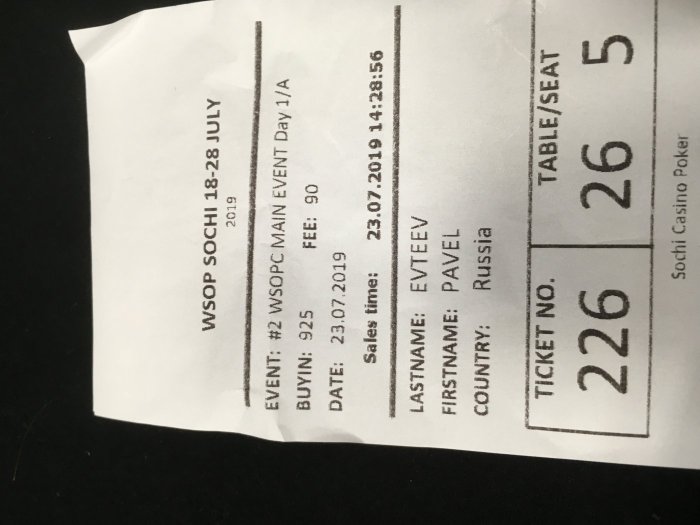 WSOP SOCHI 18-28 JULY
2019
EVENT: #2 WSOPC MAIN EVENT Day 1/A
BUYIN: 925 FEE: 90
DATE: 23.07.2019
Sales time: 23.07.2019 14:28:56
LASTNAME: EVTEEV
FIRSTNAME: PAVEL
COUNTRY: Russia
TICKET NO. TABLE/SEAT
226 26 5
Sochi Casino Poker